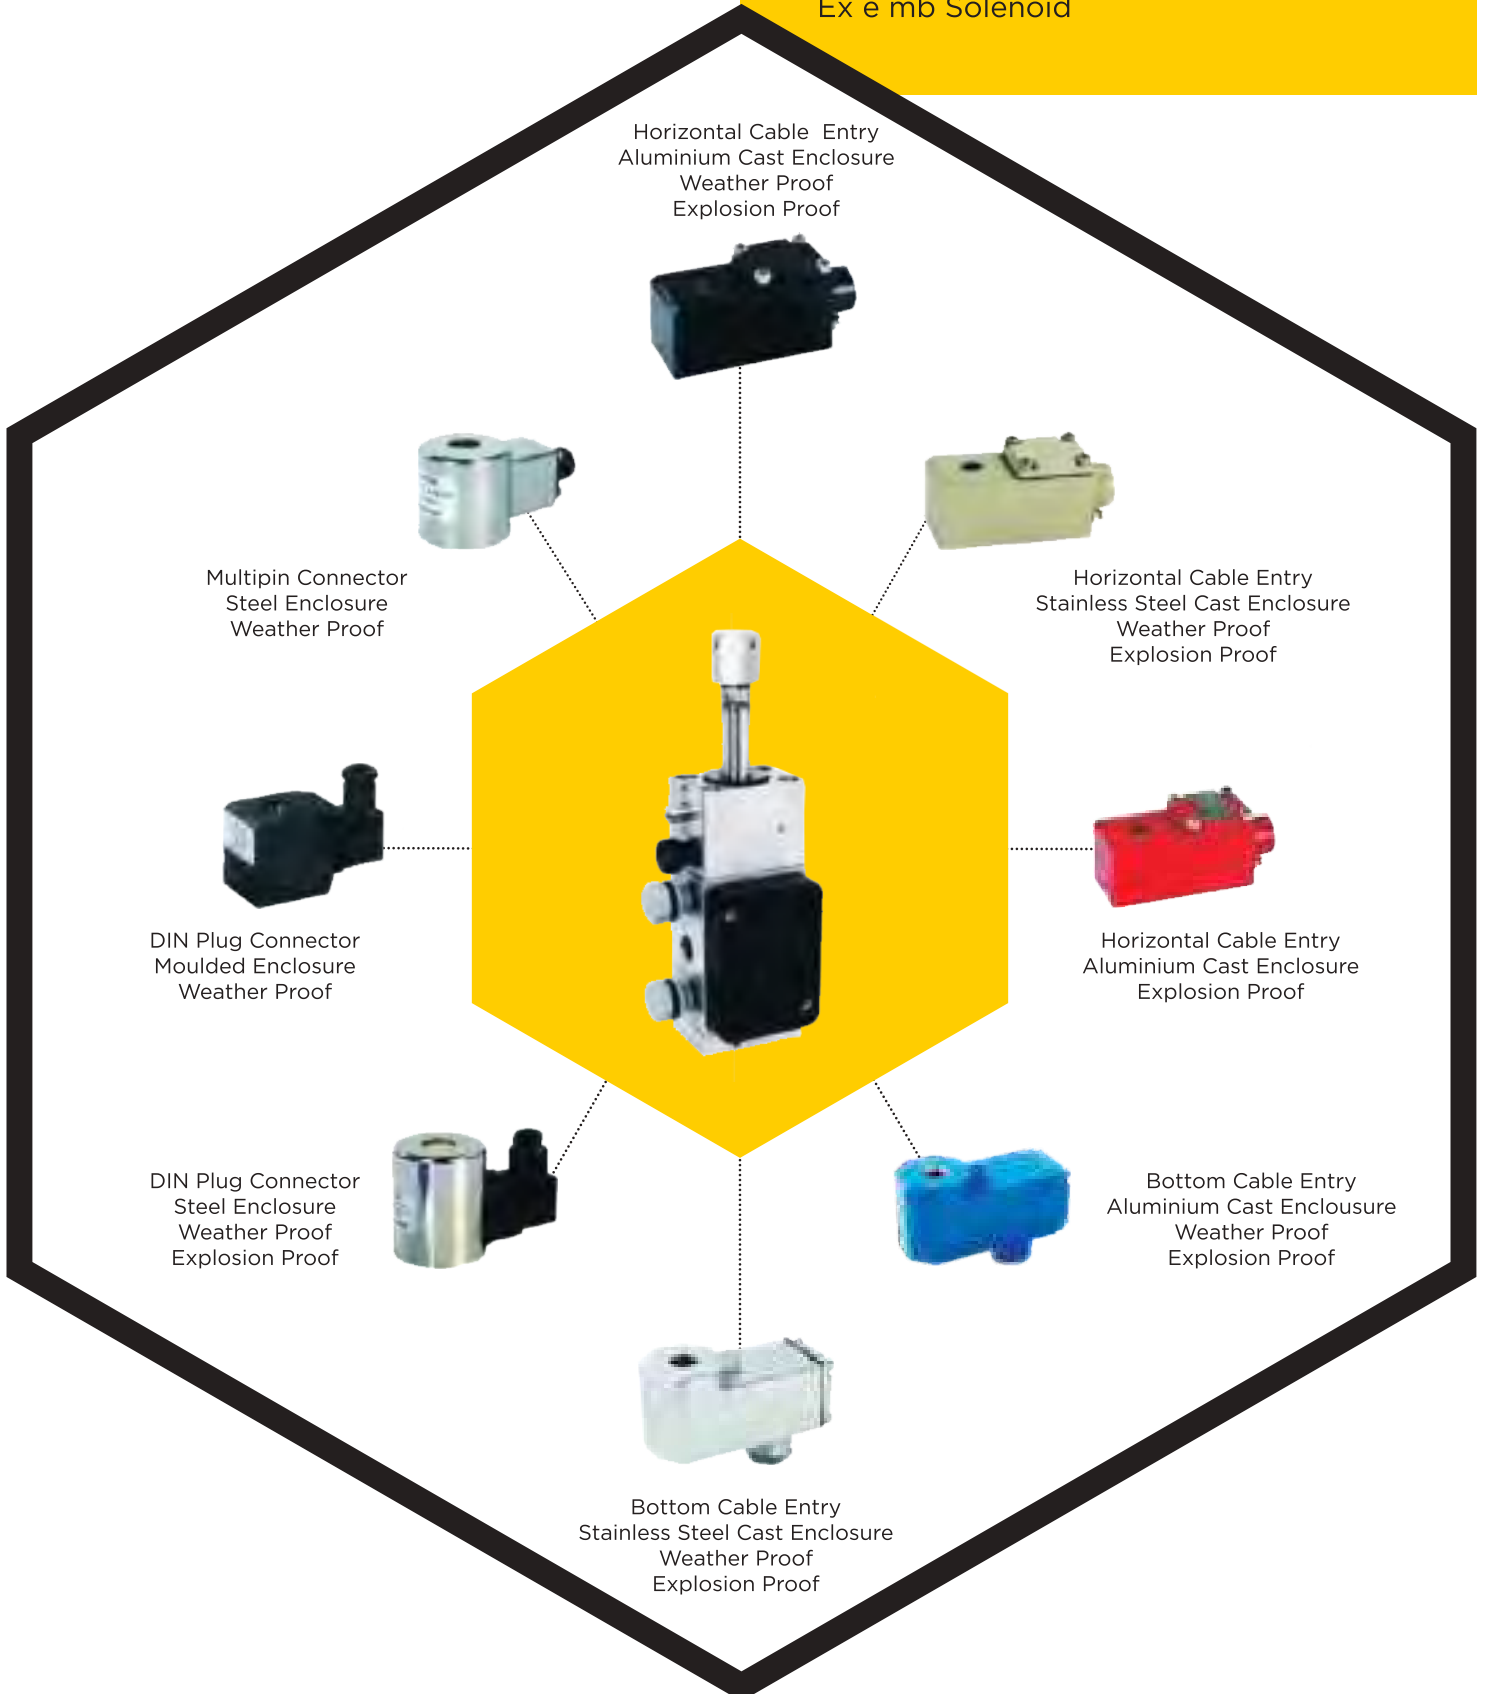 Ex e mb Solenoid
Horizontal Cable Entry
Aluminium Cast Enclosure
Weather Proof
Explosion Proof
Multipin Connector
Steel Enclosure
Weather Proof
Horizontal Cable Entry
Stainless Steel Cast Enclosure
Weather Proof
Explosion Proof
DIN Plug Connector
Moulded Enclosure
Weather Proof
Horizontal Cable Entry
Aluminium Cast Enclosure
Explosion Proof
DIN Plug Connector
Steel Enclosure
Weather Proof
Explosion Proof
Bottom Cable Entry
Aluminium Cast Enclousure
Weather Proof
Explosion Proof
Bottom Cable Entry
Stainless Steel Cast Enclosure
Weather Proof
Explosion Proof